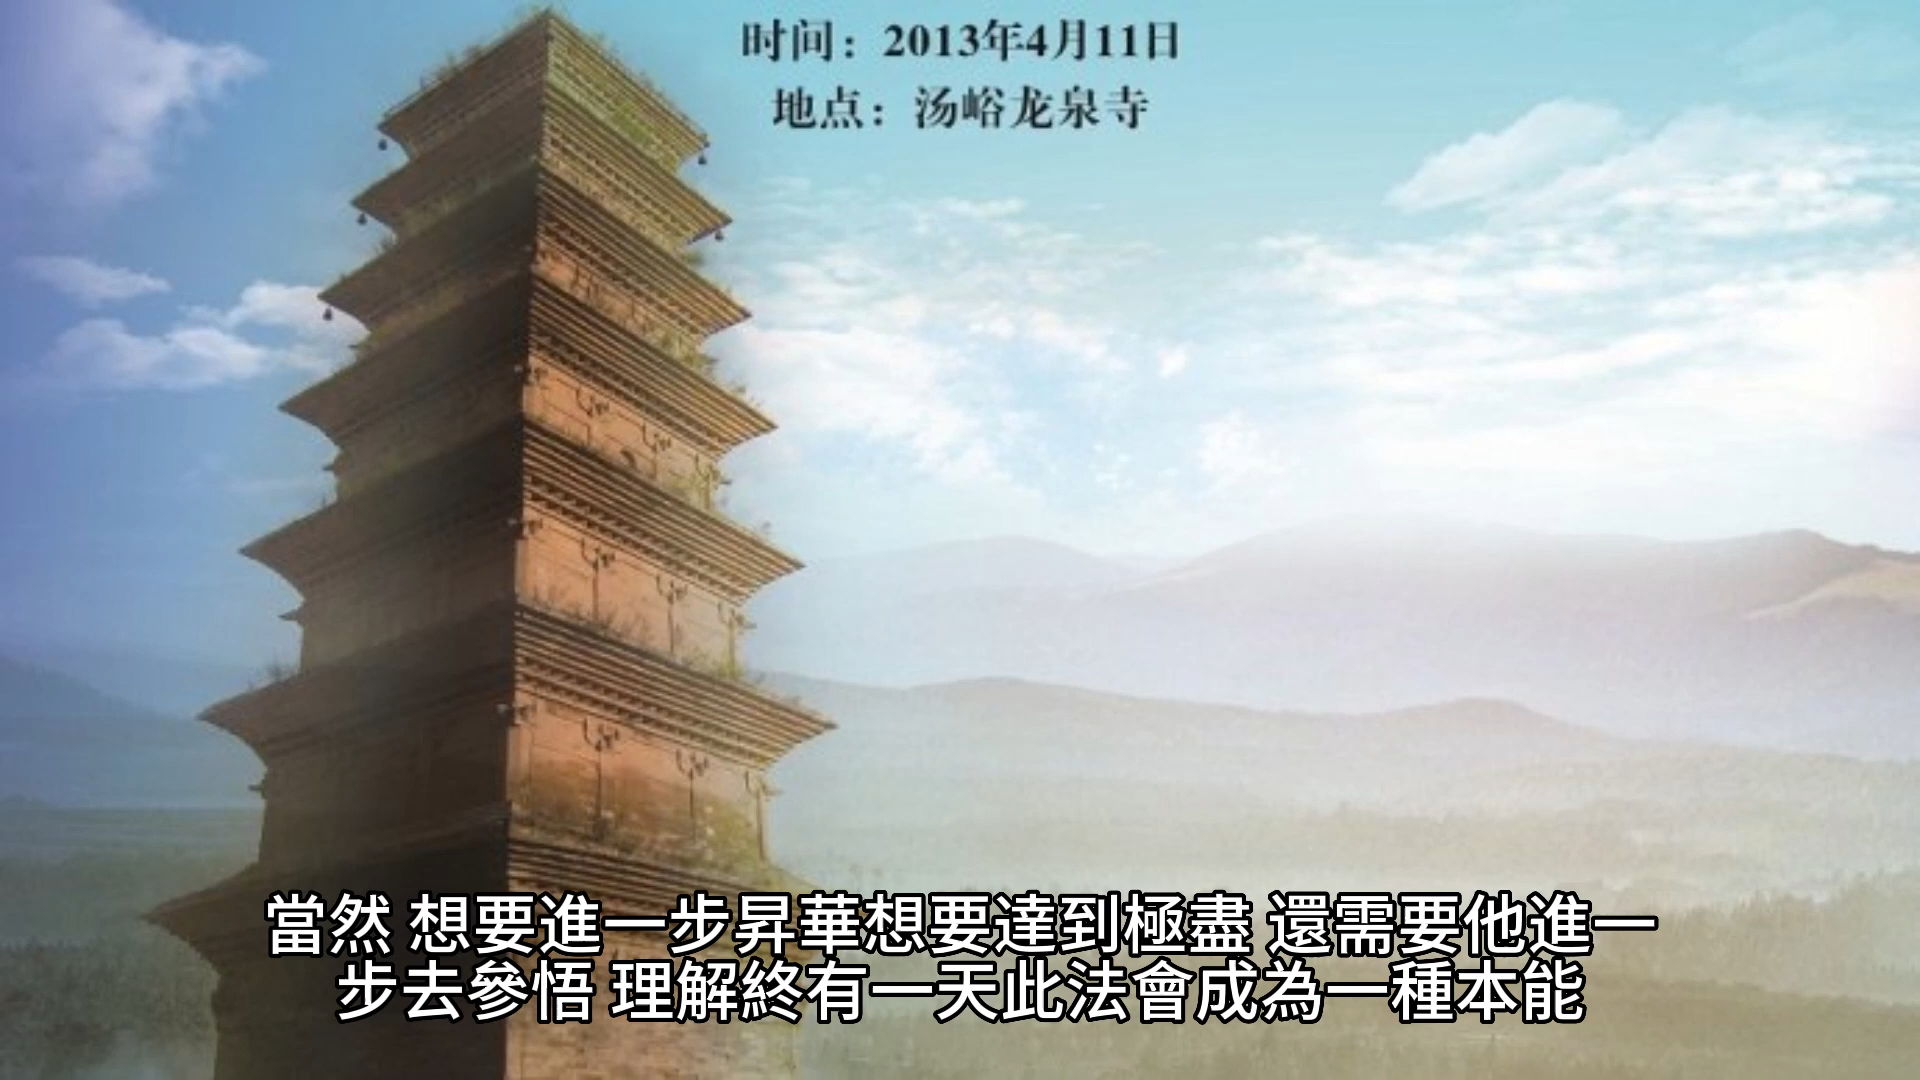 时间：2013年4月11日
地点：汤峪龙泉寺
當然 想要進一步昇華想要達到極盡 還需要他進一
步去參悟 理解終有一天此法會成為一種本能